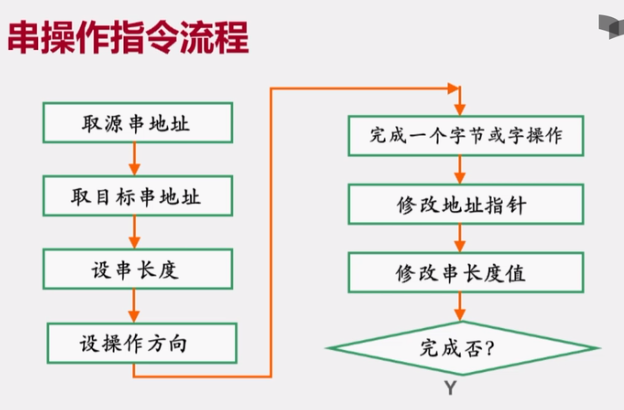 串操作指令流程
取源串地址
取目标串地址
设串长度
设操作方向
完成一个字节或字操作
修改地址指针
修改串长度值
完成否?
Y